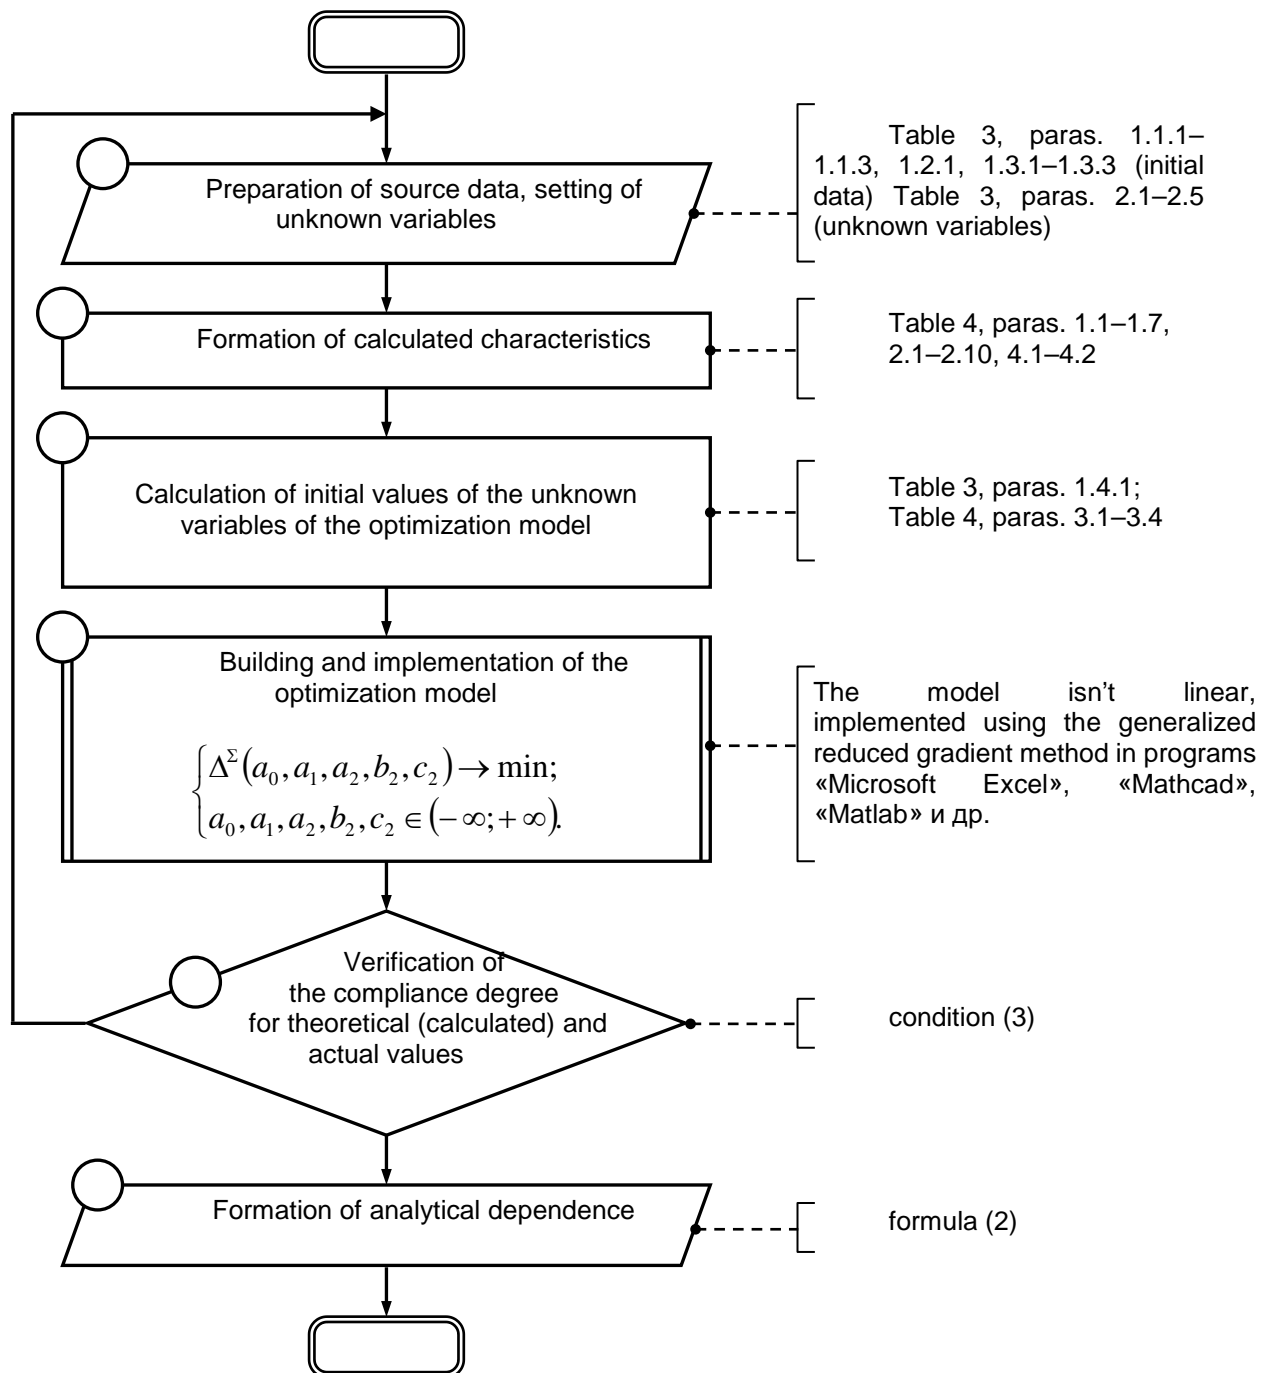 Preparation of source data, setting of
unknown variables
Table 3, paras. 1.1.1–
1.1.3, 1.2.1, 1.3.1–1.3.3 (initial
data) Table 3, paras. 2.1–2.5
(unknown variables)
Formation of calculated characteristics
Table 4, paras. 1.1–1.7,
2.1–2.10, 4.1–4.2
Calculation of initial values of the unknown
variables of the optimization model
Table 3, paras. 1.4.1;
Table 4, paras. 3.1–3.4
Building and implementation of the
optimization model
Δ^Σ(a₀, a₁, a₂, b₂, c₂) → min;
a₀, a₁, a₂, b₂, c₂ ∈ (−∞; +∞).
The model isn't linear,
implemented using the generalized
reduced gradient method in programs
«Microsoft Excel», «Mathcad»,
«Matlab» и др.
Verification of
the compliance degree
for theoretical (calculated) and
actual values
condition (3)
Formation of analytical dependence
formula (2)